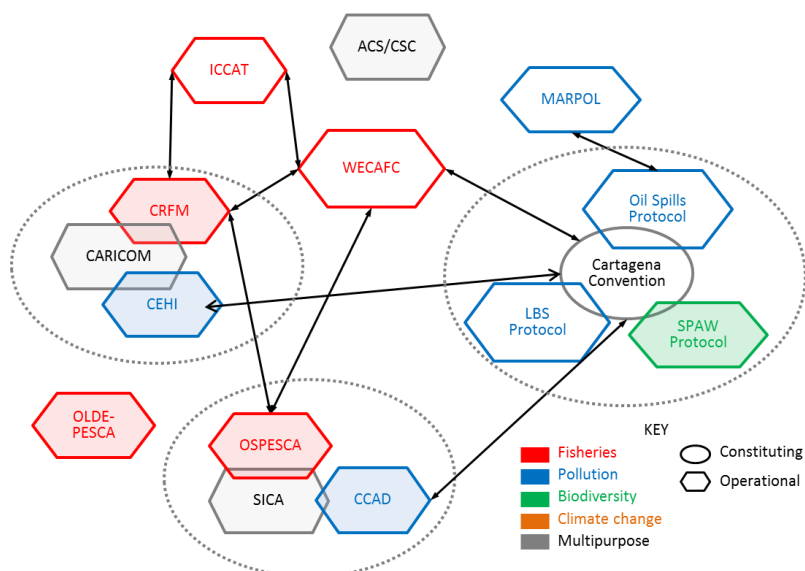 ACS/CSC
ICCAT
MARPOL
WECAFC
CRFM
Oil Spills
Protocol
CARICOM
Cartagena
Convention
CEHI
LBS
Protocol
SPAW
Protocol
OLDE-
PESCA
OSPESCA
SICA
CCAD
KEY
Fisheries
Pollution
Biodiversity
Climate change
Multipurpose
Constituting
Operational